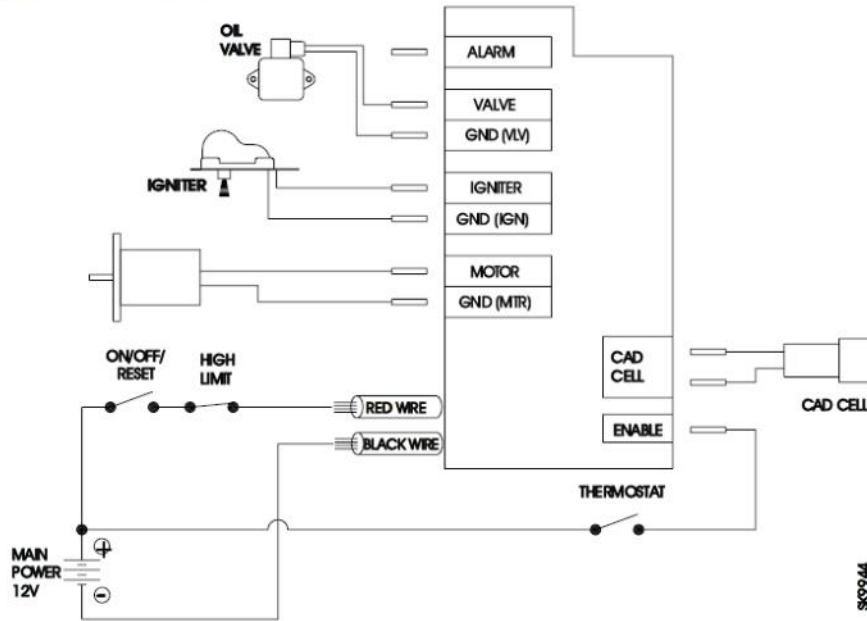 OIL
VALVE
ALARM
VALVE
GND (VLV)
IGNITER
IGNITER
GND (IGN)
MOTOR
GND (MTR)
ON/OFF/
RESET
HIGH
LIMIT
RED WIRE
BLACK WIRE
CAD
CELL
CAD CELL
ENABLE
THERMOSTAT
MAIN
POWER
12V
+
-
SK9944